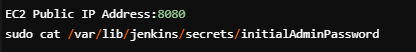 EC2 Public IP Address:8080
sudo cat /var/lib/jenkins/secrets/initialAdminPassword